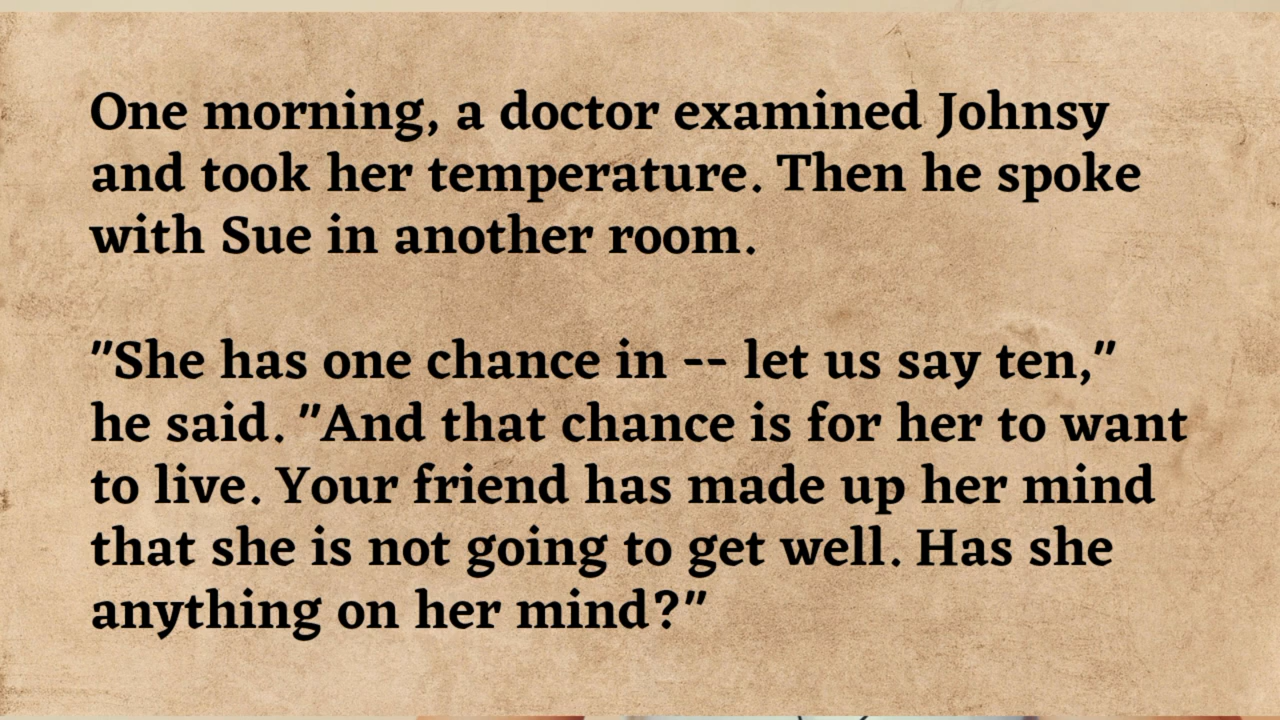 One morning, a doctor examined Johnsy
and took her temperature. Then he spoke
with Sue in another room.
"She has one chance in -- let us say ten,"
he said. "And that chance is for her to want
to live. Your friend has made up her mind
that she is not going to get well. Has she
anything on her mind?"